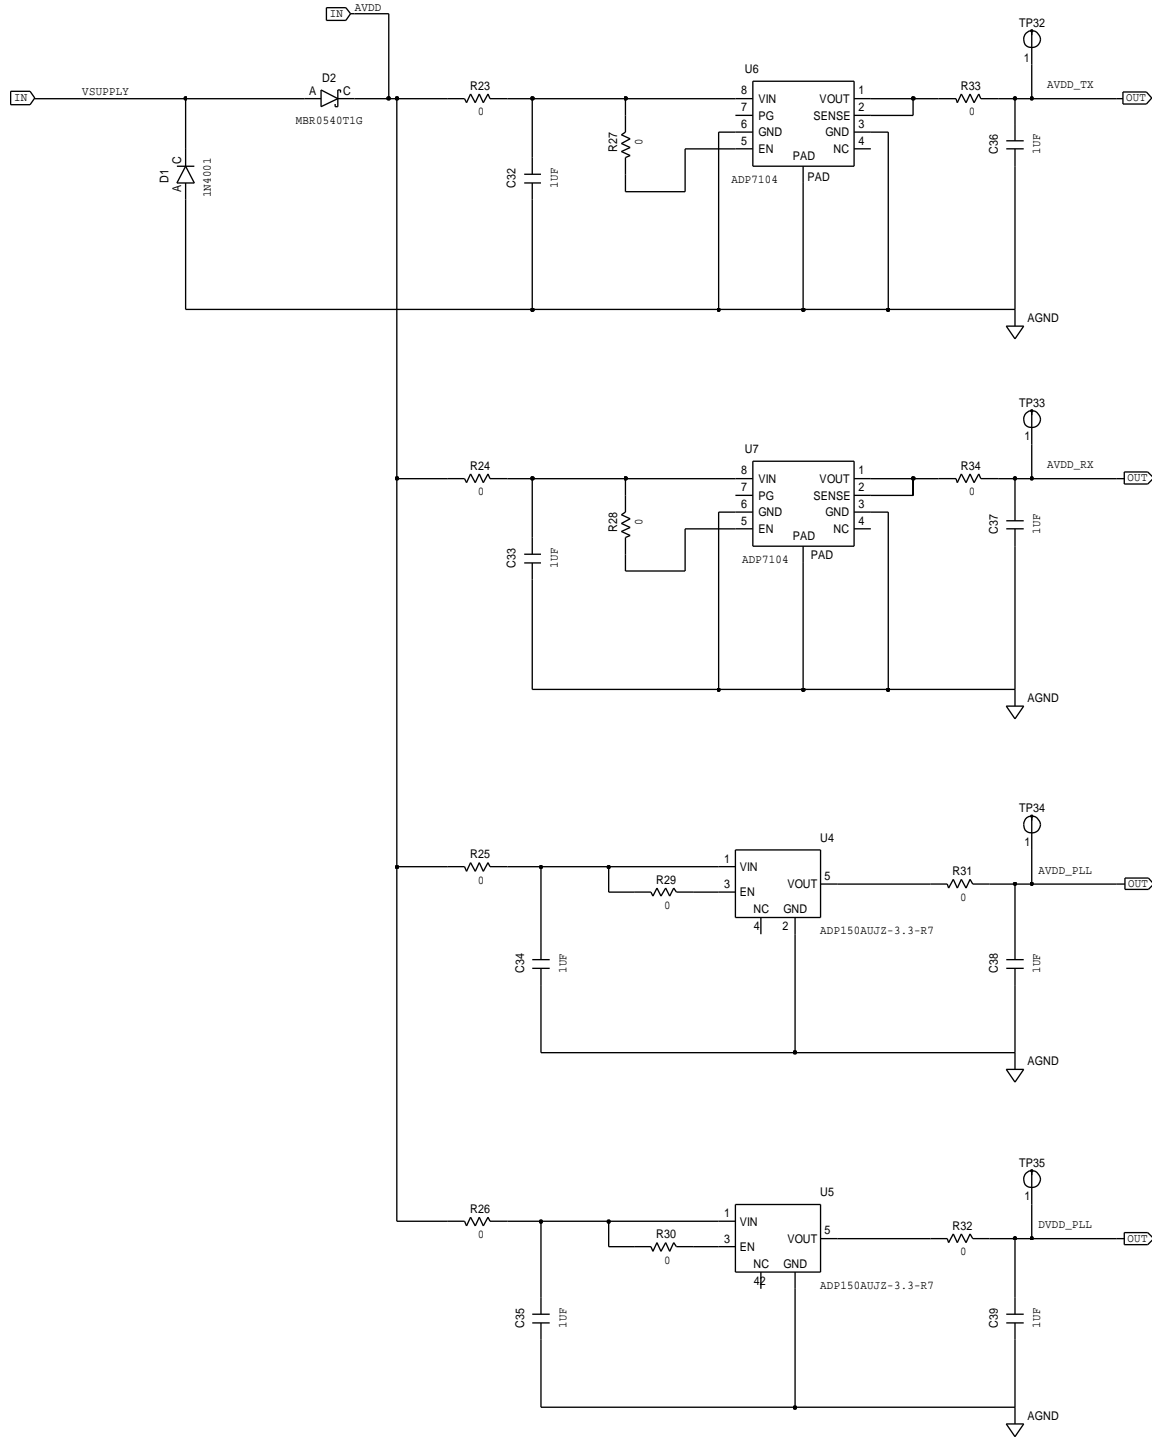 IN AVDD
TP32
1
D2
IN VSUPPLY A C
MBR0540T1G
R23
0
U6
8 VIN VOUT 1
7 PG SENSE 2
6 GND GND 3
5 EN NC 4
PAD
ADP7104 PAD
R33
0
AVDD_TX OUT
D1
A C
1N4001
C32
1UF
R27
0
C36
1UF
AGND
TP33
1
R24
0
U7
8 VIN VOUT 1
7 PG SENSE 2
6 GND GND 3
5 EN NC 4
PAD
ADP7104 PAD
R34
0
AVDD_RX OUT
C33
1UF
R28
0
C37
1UF
AGND
TP34
1
R25
0
U4
1 VIN
R29
0
3 EN VOUT 5
NC GND
4 2
ADP150AUJZ-3.3-R7
R31
0
AVDD_PLL OUT
C34
1UF
C38
1UF
AGND
TP35
1
R26
0
U5
1 VIN
R30
0
3 EN VOUT 5
NC GND
42
ADP150AUJZ-3.3-R7
R32
0
DVDD_PLL OUT
C35
1UF
C39
1UF
AGND